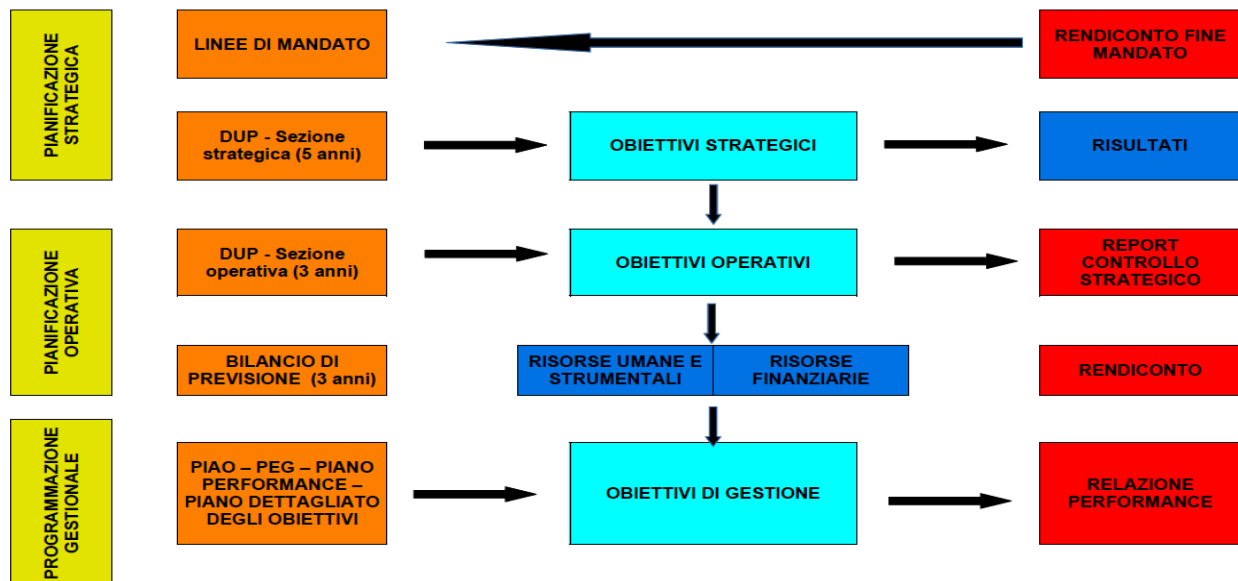 PIANIFICAZIONE
STRATEGICA
LINEE DI MANDATO
RENDICONTO FINE
MANDATO
DUP - Sezione
strategica (5 anni)
OBIETTIVI STRATEGICI
RISULTATI
PIANIFICAZIONE
OPERATIVA
DUP - Sezione
operativa (3 anni)
OBIETTIVI OPERATIVI
REPORT
CONTROLLO
STRATEGICO
BILANCIO DI
PREVISIONE (3 anni)
RISORSE UMANE E
STRUMENTALI
RISORSE
FINANZIARIE
RENDICONTO
PROGRAMMAZIONE
GESTIONALE
PIAO – PEG – PIANO
PERFORMANCE –
PIANO DETTAGLIATO
DEGLI OBIETTIVI
OBIETTIVI DI GESTIONE
RELAZIONE
PERFORMANCE